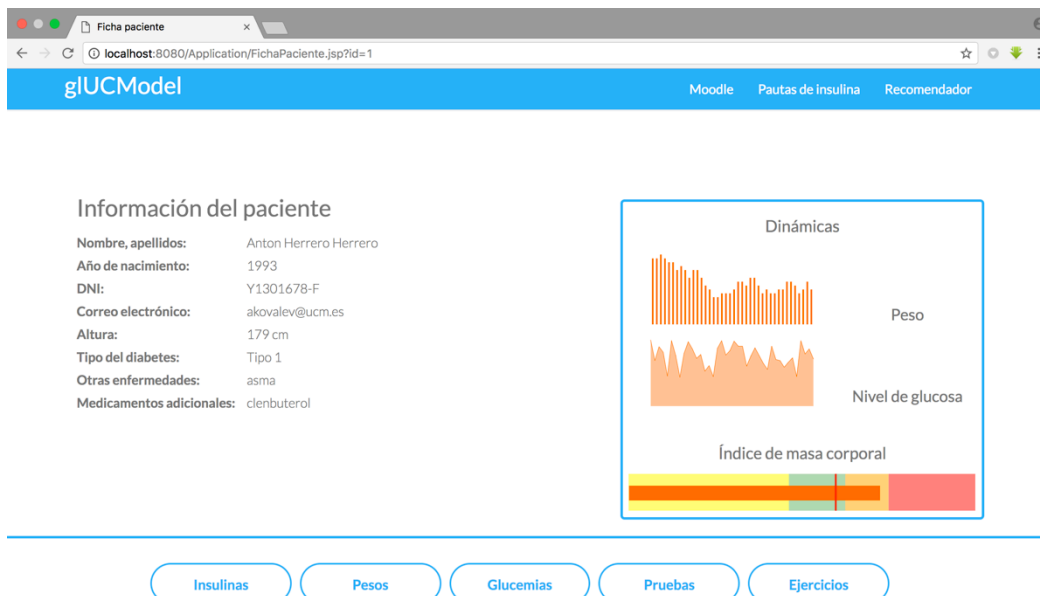 Ficha paciente
localhost:8080/Application/FichaPaciente.jsp?id=1
glUCModel
Moodle Pautas de insulina Recomendador
Información del paciente
Nombre, apellidos: Anton Herrero Herrero
Año de nacimiento: 1993
DNI: Y1301678-F
Correo electrónico: akovalev@ucm.es
Altura: 179 cm
Tipo del diabetes: Tipo 1
Otras enfermedades: asma
Medicamentos adicionales: clenbuterol
Dinámicas
Peso
Nivel de glucosa
Índice de masa corporal
Insulinas Pesos Glucemias Pruebas Ejercicios